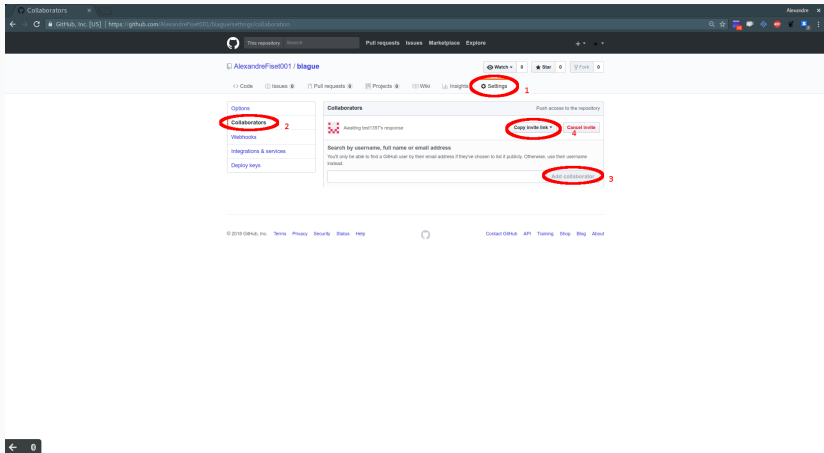 Collaborators × Alexandre ×
GitHub, Inc. [US] | https://github.com/AlexandreFiset001/blague/settings/collaboration
This repository Search Pull requests Issues Marketplace Explore
AlexandreFiset001 / blague Watch 0 Star 0 Fork 0
Code Issues 0 Pull requests 0 Projects 0 Wiki Insights Settings 1
Options
Collaborators 2
Webhooks
Integrations & services
Deploy keys
Collaborators Push access to the repository
Awaiting test1397's response Copy invite link Cancel invite
4
Search by username, full name or email address
You'll only be able to find a GitHub user by their email address if they've chosen to list it publicly. Otherwise, use their username
instead.
Add collaborator 3
© 2018 GitHub, Inc. Terms Privacy Security Status Help Contact GitHub API Training Shop Blog About
0